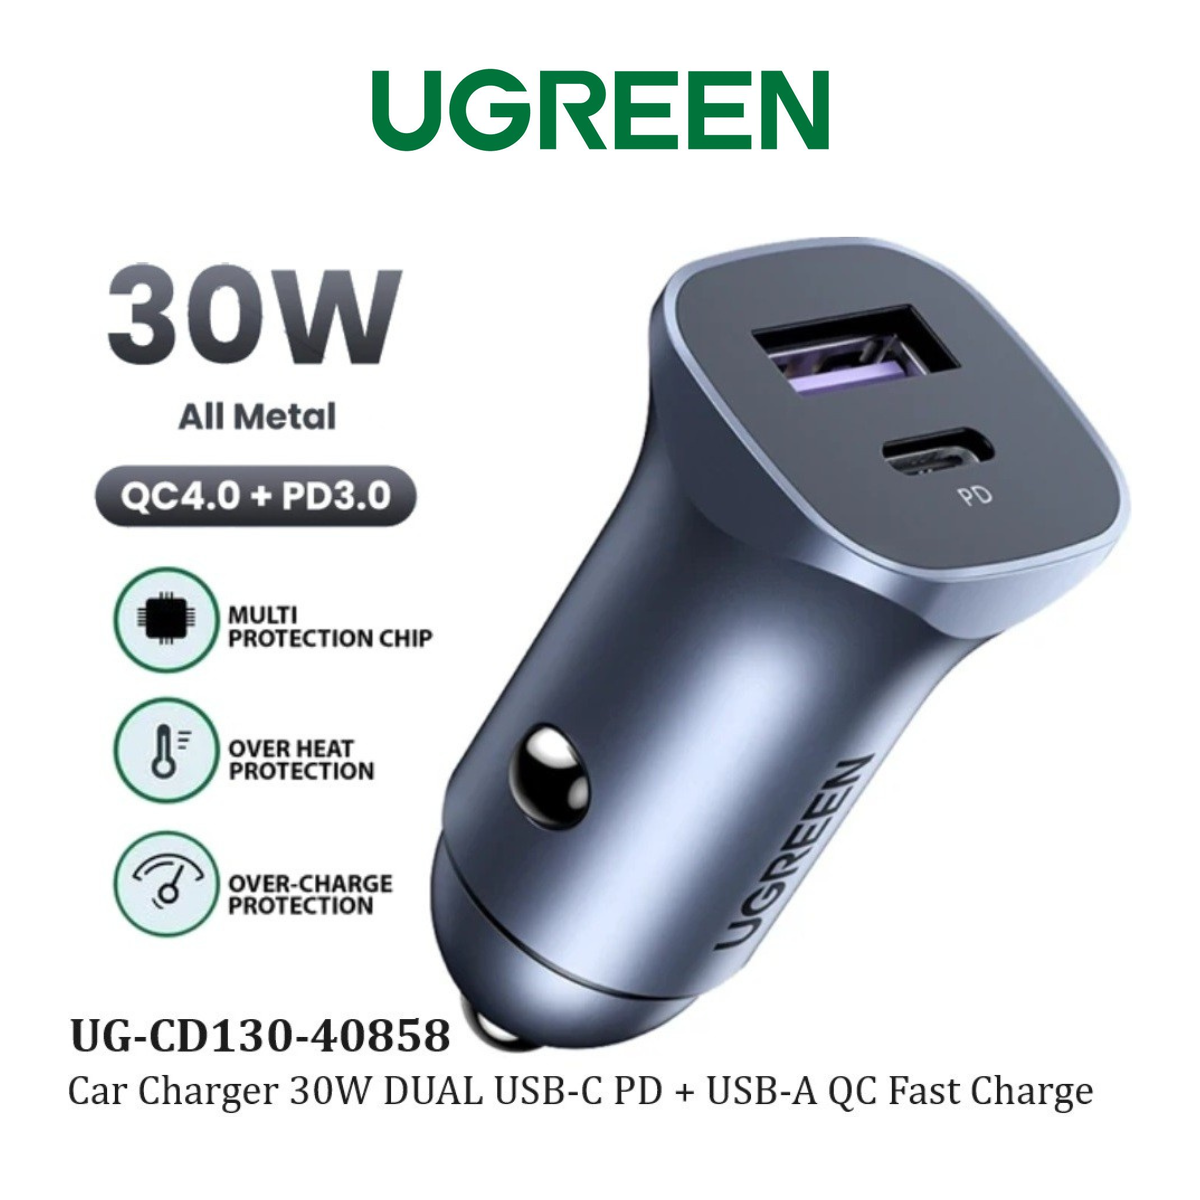 UGREEN
30W
All Metal
QC4.0 + PD3.0
MULTI
PROTECTION CHIP
OVER HEAT
PROTECTION
OVER-CHARGE
PROTECTION
PD
UGREEN
UG-CD130-40858
Car Charger 30W DUAL USB-C PD + USB-A QC Fast Charge